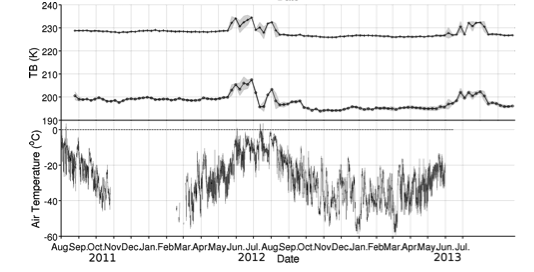 240
230
220
210
200
190
TB (K)
0
-20
-40
-60
Air Temperature (°C)
Aug Sep. Oct. Nov Dec Jan. Feb Mar. Apr May Jun. Jul. Aug Sep. Oct. Nov Dec Jan. Feb Mar. Apr May Jun. Jul.
2011 2012 2013
Date